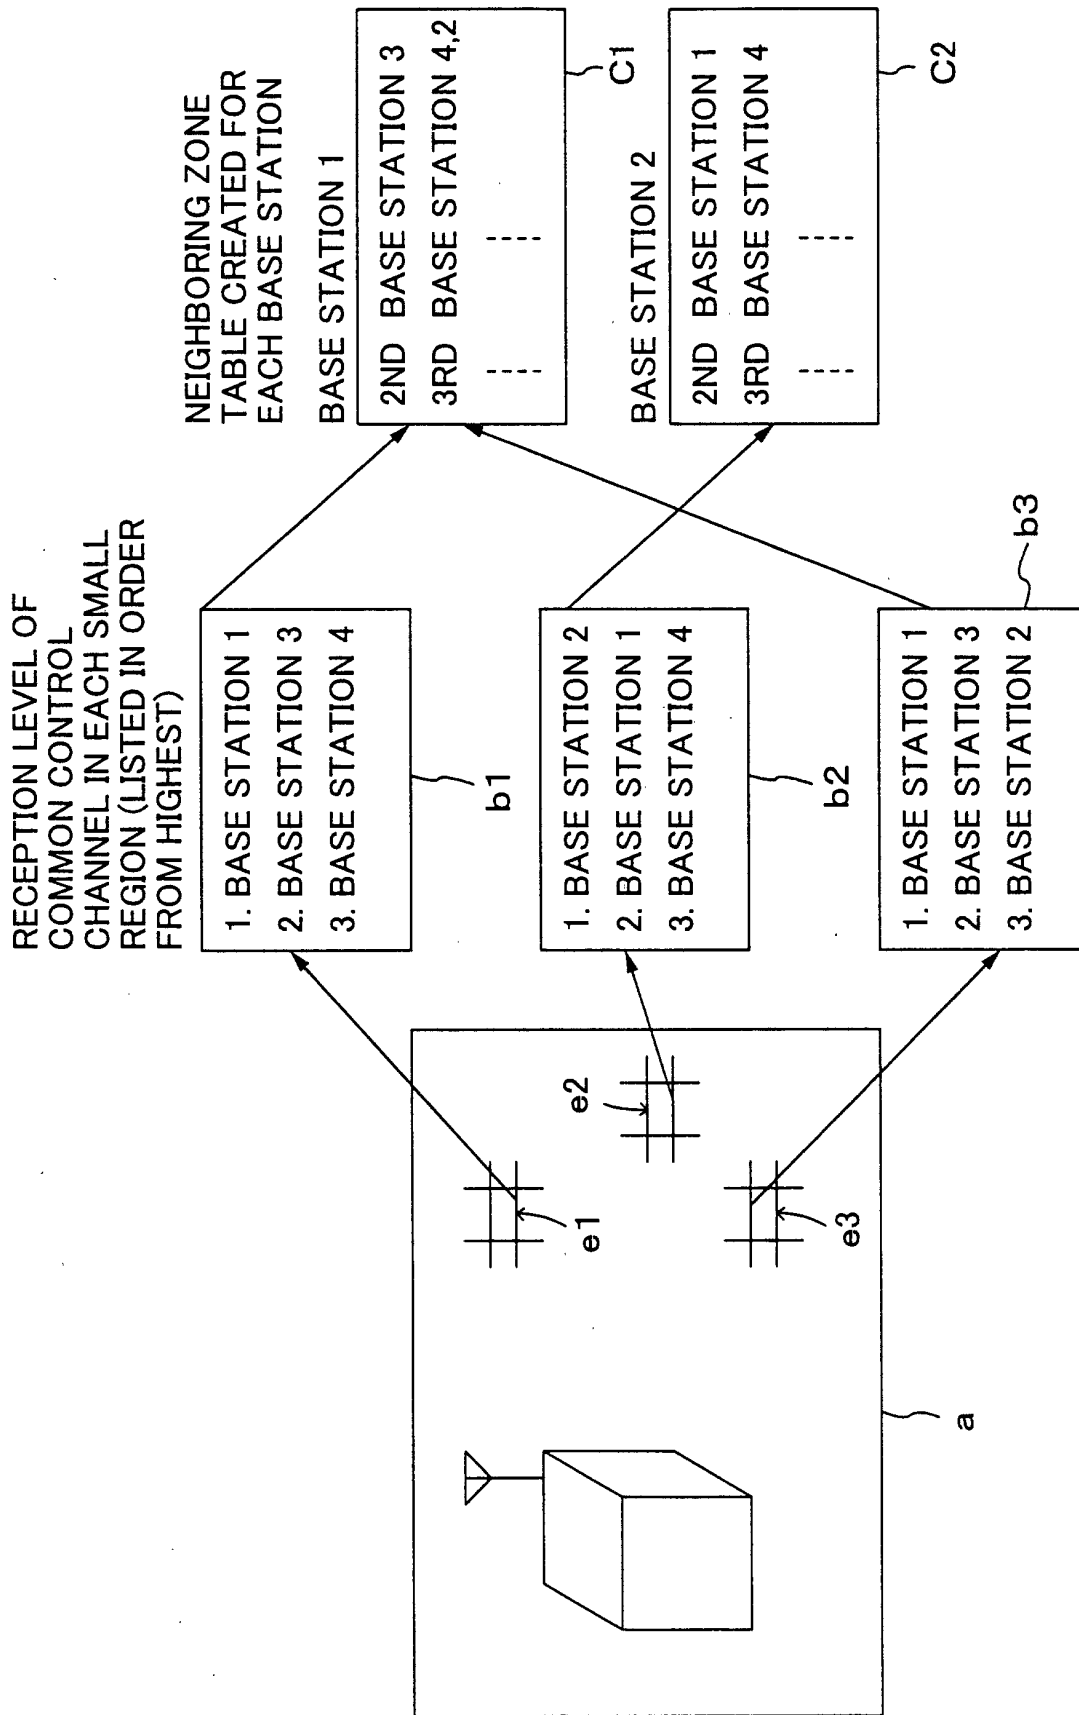 RECEPTION LEVEL OF
COMMON CONTROL
CHANNEL IN EACH SMALL
REGION (LISTED IN ORDER
FROM HIGHEST)
NEIGHBORING ZONE
TABLE CREATED FOR
EACH BASE STATION
1. BASE STATION 1
2. BASE STATION 3
3. BASE STATION 4
b1
1. BASE STATION 2
2. BASE STATION 1
3. BASE STATION 4
b2
1. BASE STATION 1
2. BASE STATION 3
3. BASE STATION 2
b3
BASE STATION 1
2ND BASE STATION 3
3RD BASE STATION 4,2
C1
BASE STATION 2
2ND BASE STATION 1
3RD BASE STATION 4
C2
e1
e2
e3
a